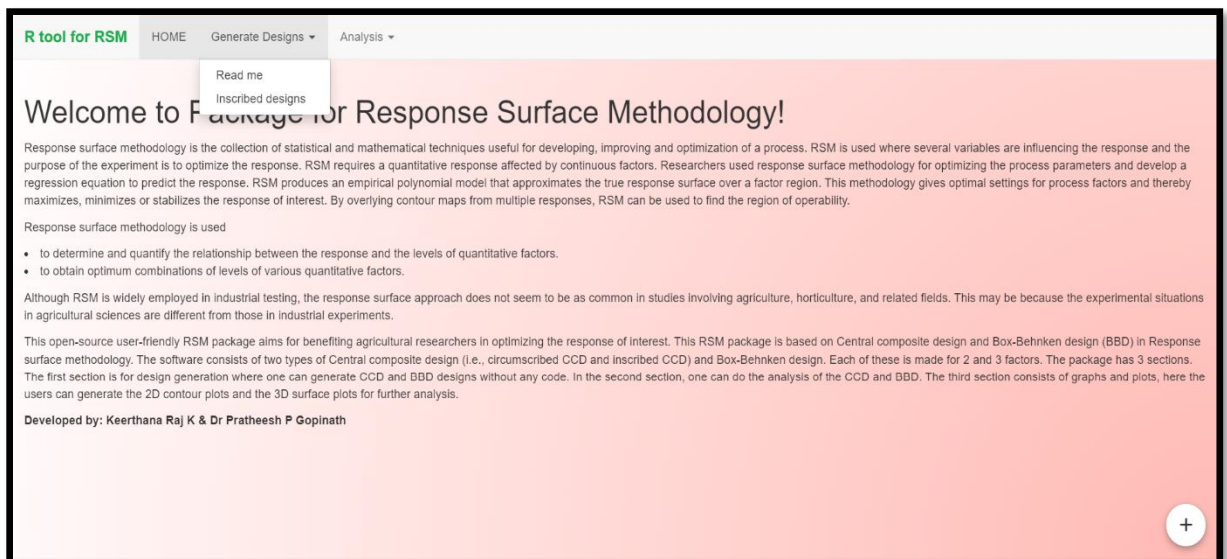 R tool for RSM HOME Generate Designs Analysis
Read me
Inscribed designs
Welcome to Package for Response Surface Methodology!
Response surface methodology is the collection of statistical and mathematical techniques useful for developing, improving and optimization of a process. RSM is used where several variables are influencing the response and the
purpose of the experiment is to optimize the response. RSM requires a quantitative response affected by continuous factors. Researchers used response surface methodology for optimizing the process parameters and develop a
regression equation to predict the response. RSM produces an empirical polynomial model that approximates the true response surface over a factor region. This methodology gives optimal settings for process factors and thereby
maximizes, minimizes or stabilizes the response of interest. By overlying contour maps from multiple responses, RSM can be used to find the region of operability.
Response surface methodology is used
• to determine and quantify the relationship between the response and the levels of quantitative factors.
• to obtain optimum combinations of levels of various quantitative factors.
Although RSM is widely employed in industrial testing, the response surface approach does not seem to be as common in studies involving agriculture, horticulture, and related fields. This may be because the experimental situations
in agricultural sciences are different from those in industrial experiments.
This open-source user-friendly RSM package aims for benefiting agricultural researchers in optimizing the response of interest. This RSM package is based on Central composite design and Box-Behnken design (BBD) in Response
surface methodology. The software consists of two types of Central composite design (i.e., circumscribed CCD and inscribed CCD) and Box-Behnken design. Each of these is made for 2 and 3 factors. The package has 3 sections.
The first section is for design generation where one can generate CCD and BBD designs without any code. In the second section, one can do the analysis of the CCD and BBD. The third section consists of graphs and plots, here the
users can generate the 2D contour plots and the 3D surface plots for further analysis.
Developed by: Keerthana Raj K & Dr Pratheesh P Gopinath
+